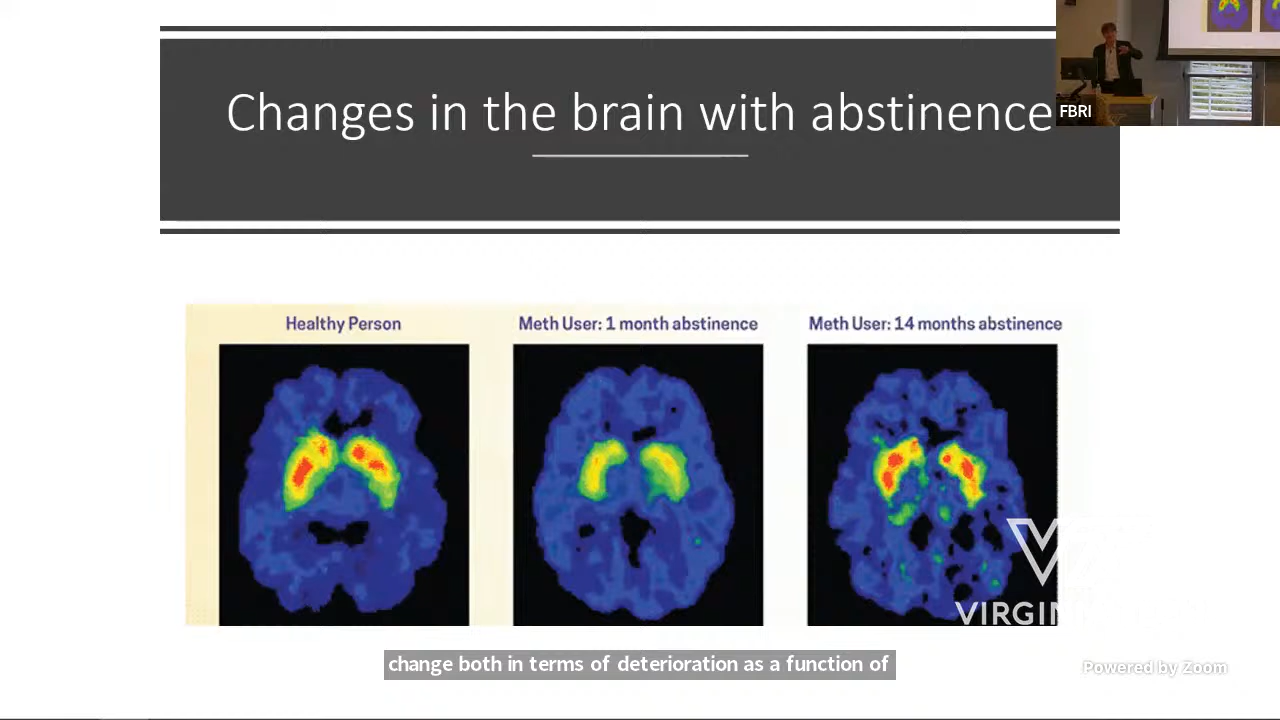 Changes in the brain with abstinence
FBRI
Healthy Person
Meth User: 1 month abstinence
Meth User: 14 months abstinence
VIRGIN
change both in terms of deterioration as a function of
Powered by Zoom